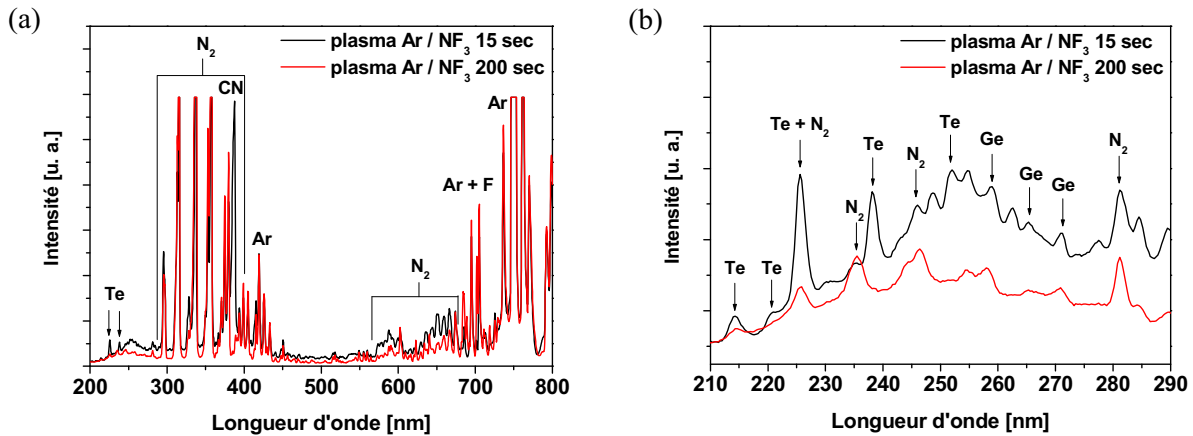 (a)
plasma Ar / NF3 15 sec
plasma Ar / NF3 200 sec
N2
CN
Ar
Ar + F
Ar
N2
Te
Intensité [u. a.]
200 300 400 500 600 700 800
Longueur d'onde [nm]
(b)
plasma Ar / NF3 15 sec
plasma Ar / NF3 200 sec
Te + N2
Te
Te
Te
N2
N2
Te
Ge
Ge
Ge
N2
Intensité [u. a.]
210 220 230 240 250 260 270 280 290
Longueur d'onde [nm]